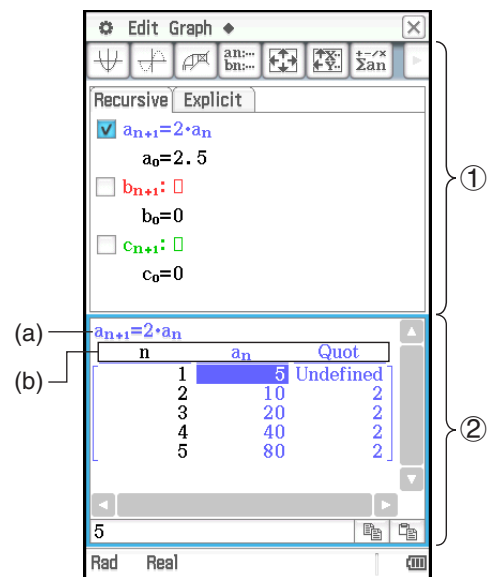 Edit Graph ◆
an:... bn:... X.. Y.. +−/× Σan
Recursive Explicit
aₙ₊₁=2·aₙ
a₀=2.5
bₙ₊₁:□
b₀=0
cₙ₊₁:□
c₀=0
①
(a) aₙ₊₁=2·aₙ
(b) n aₙ Quot
1 5 Undefined
2 10 2
3 20 2
4 40 2
5 80 2
②
5
Rad Real